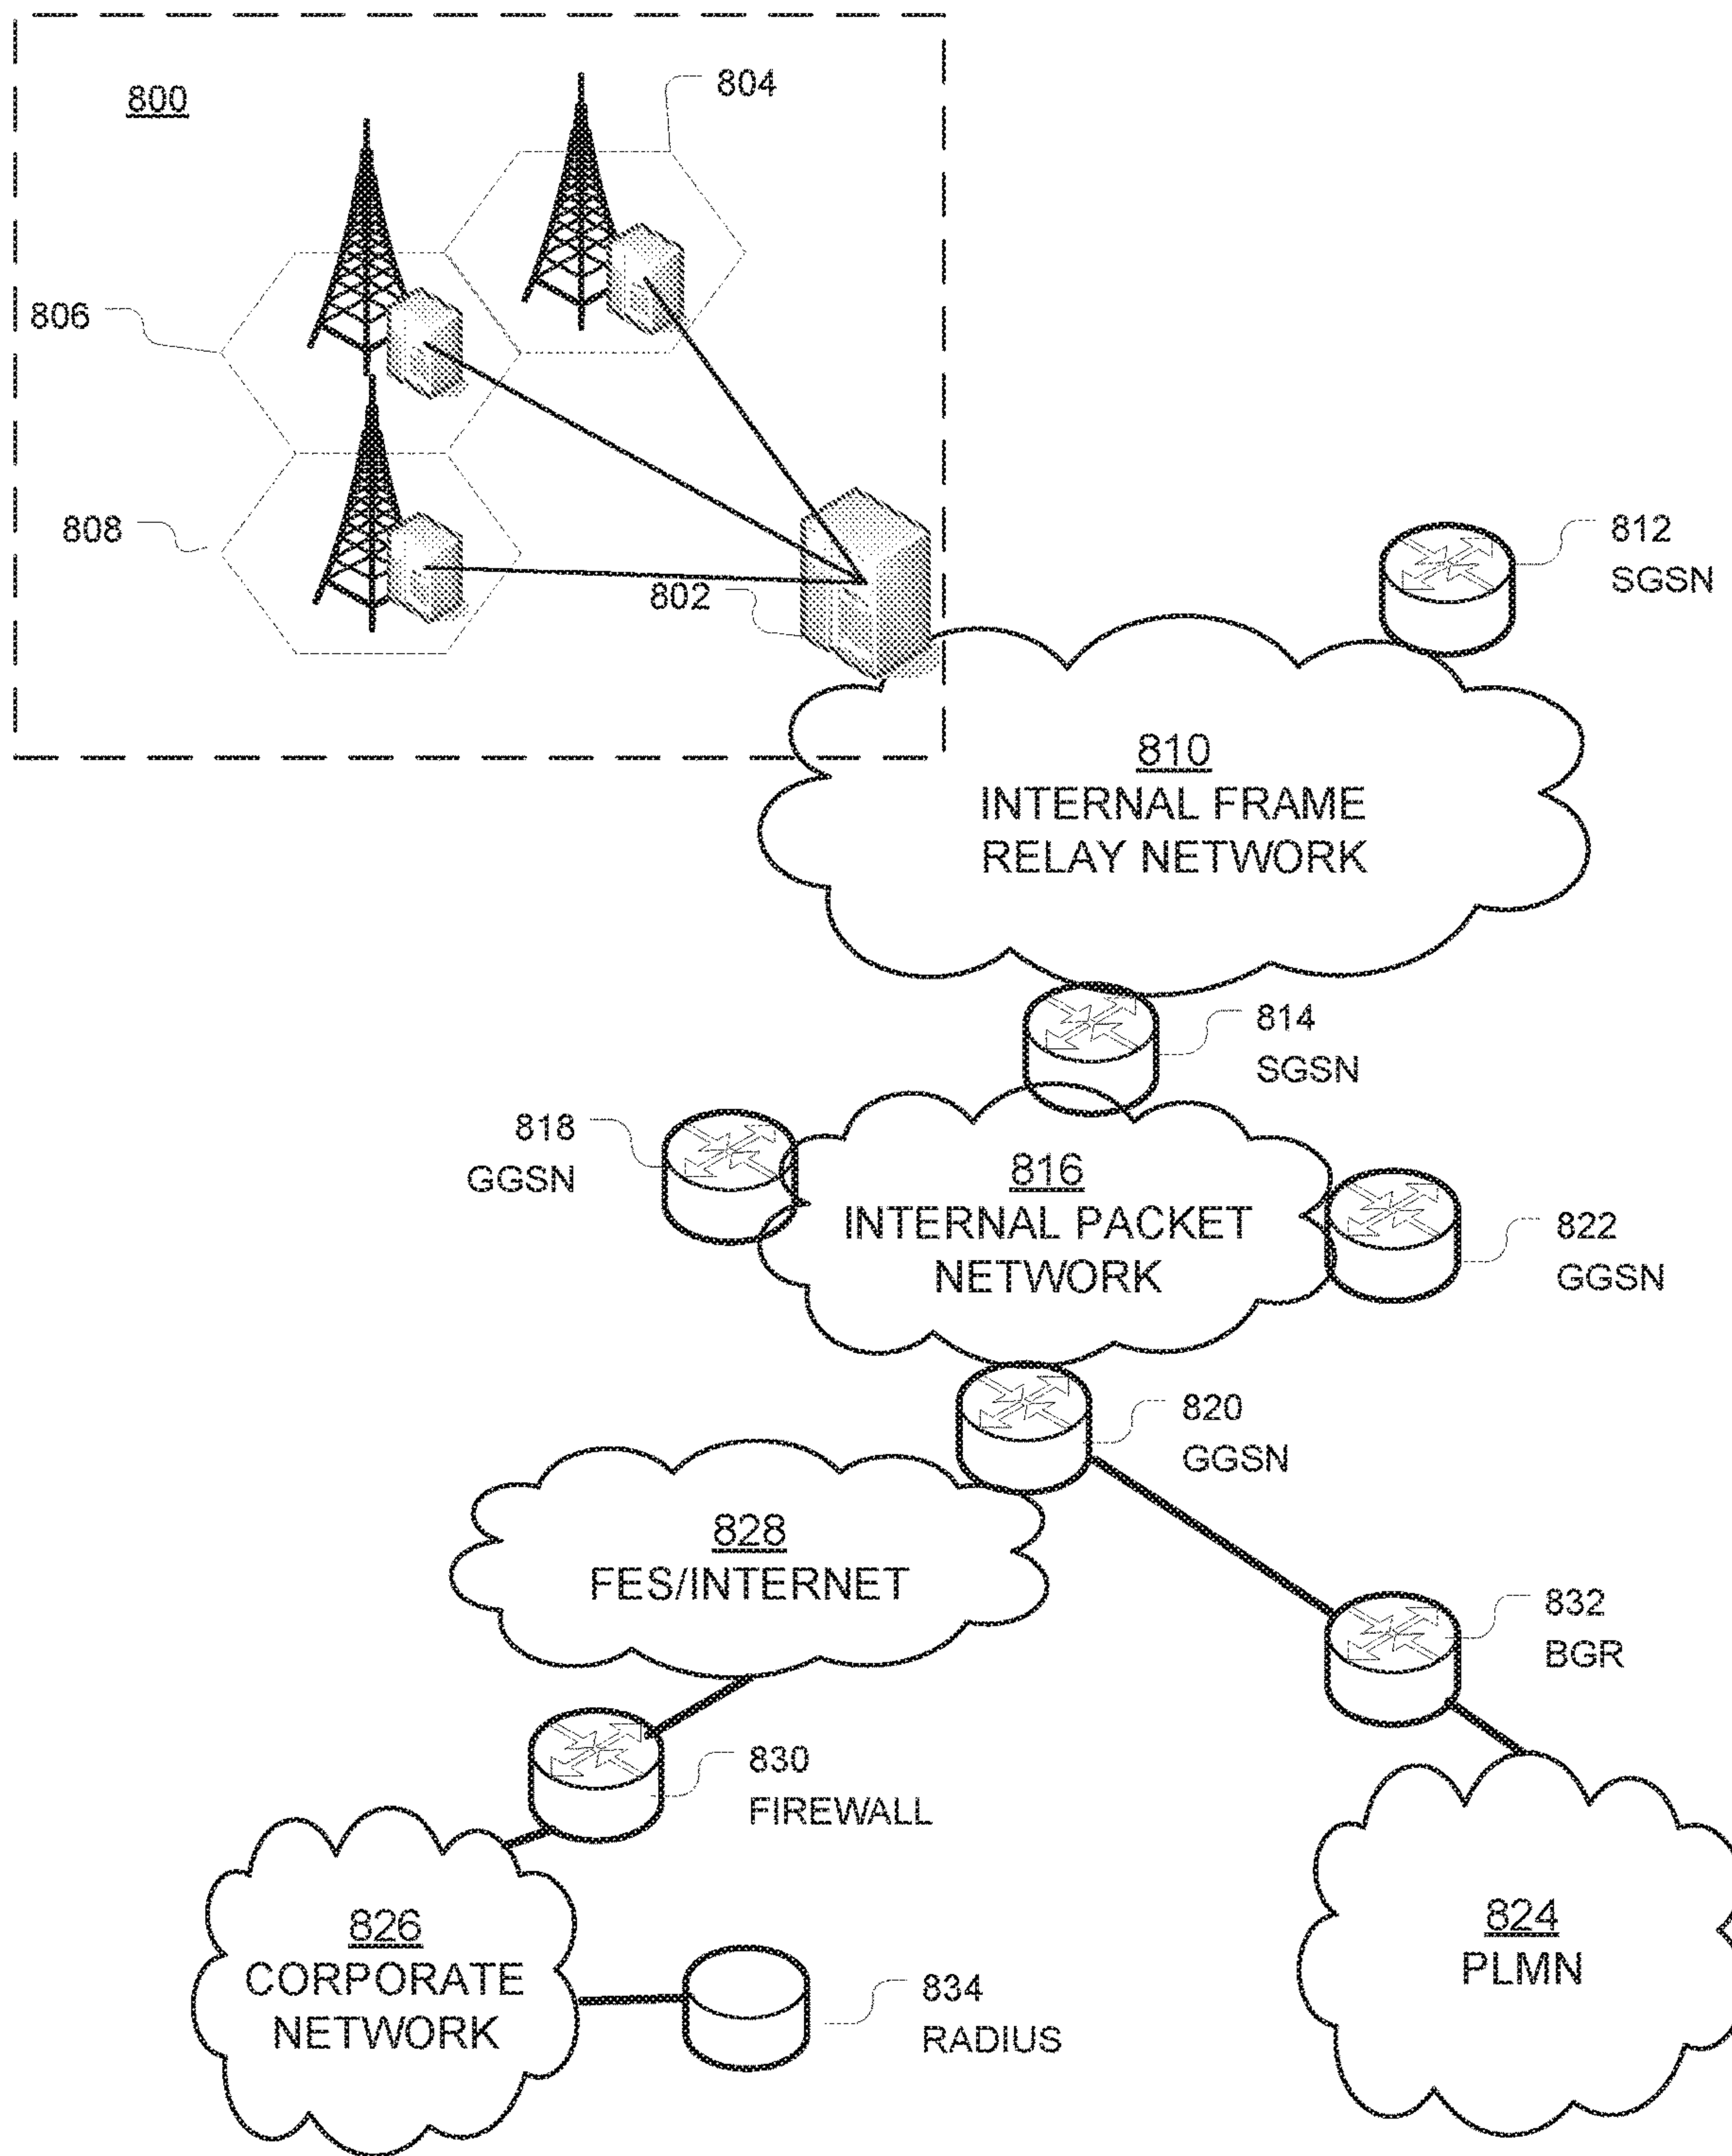 800
804
806
808
802
812
SGSN
810
INTERNAL FRAME
RELAY NETWORK
814
SGSN
818
GGSN
816
INTERNAL PACKET
NETWORK
822
GGSN
820
GGSN
828
FES/INTERNET
832
BGR
830
FIREWALL
826
CORPORATE
NETWORK
824
PLMN
834
RADIUS